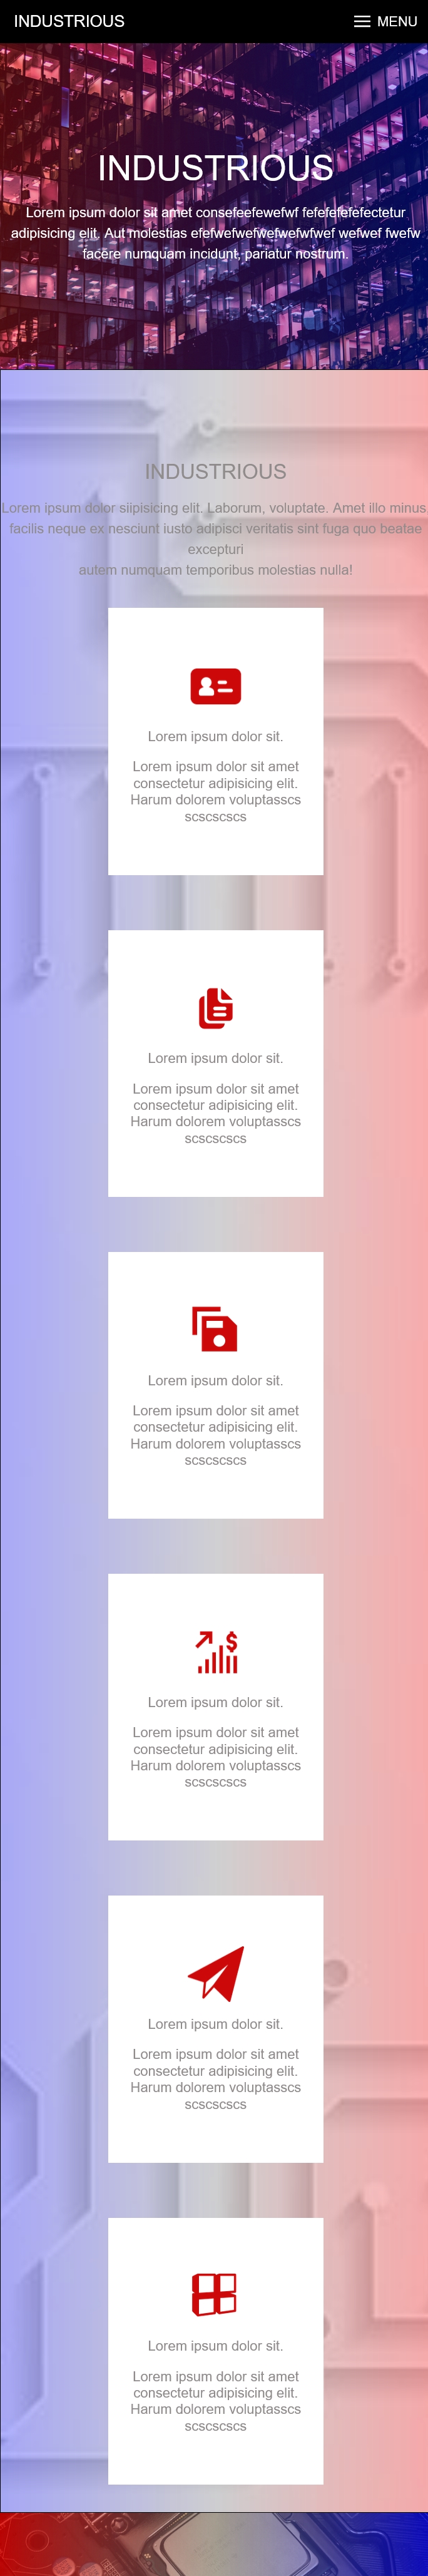 INDUSTRIOUS
MENU
INDUSTRIOUS
Lorem ipsum dolor sit amet consefeefewefwf fefefefefefectetur
adipisicing elit. Aut molestias efefwefwefwefwefwfwef wefwef fwefw
facere numquam incidunt, pariatur nostrum.
INDUSTRIOUS
Lorem ipsum dolor siipisicing elit. Laborum, voluptate. Amet illo minus
facilis neque ex nesciunt iusto adipisci veritatis sint fuga quo beatae
excepturi
autem numquam temporibus molestias nulla!
Lorem ipsum dolor sit.
Lorem ipsum dolor sit amet
consectetur adipisicing elit.
Harum dolorem voluptasscs
scscscscs
Lorem ipsum dolor sit.
Lorem ipsum dolor sit amet
consectetur adipisicing elit.
Harum dolorem voluptasscs
scscscscs
Lorem ipsum dolor sit.
Lorem ipsum dolor sit amet
consectetur adipisicing elit.
Harum dolorem voluptasscs
scscscscs
Lorem ipsum dolor sit.
Lorem ipsum dolor sit amet
consectetur adipisicing elit.
Harum dolorem voluptasscs
scscscscs
Lorem ipsum dolor sit.
Lorem ipsum dolor sit amet
consectetur adipisicing elit.
Harum dolorem voluptasscs
scscscscs
Lorem ipsum dolor sit.
Lorem ipsum dolor sit amet
consectetur adipisicing elit.
Harum dolorem voluptasscs
scscscscs